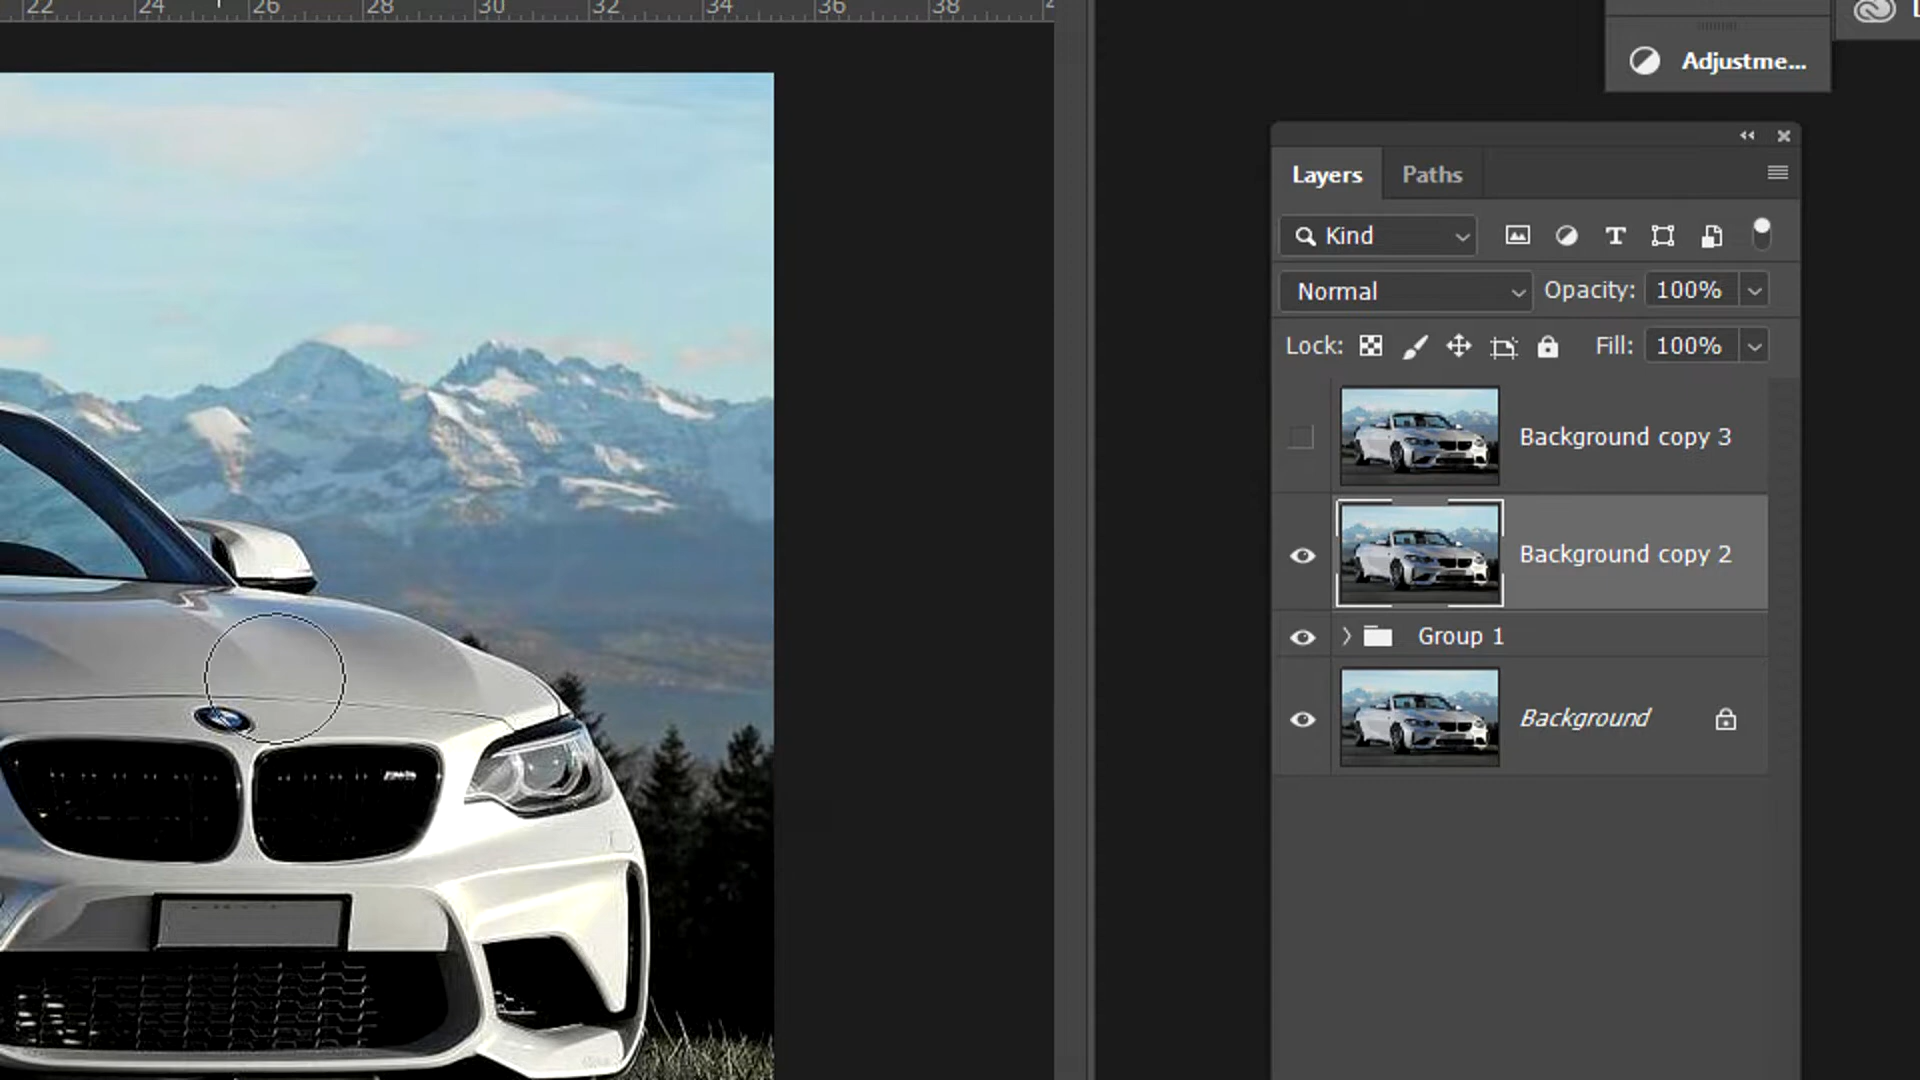 22 24 26 28 30 32 34 36 38
Adjustme...
Layers Paths
Kind
Normal Opacity: 100%
Lock: Fill: 100%
Background copy 3
Background copy 2
Group 1
Background